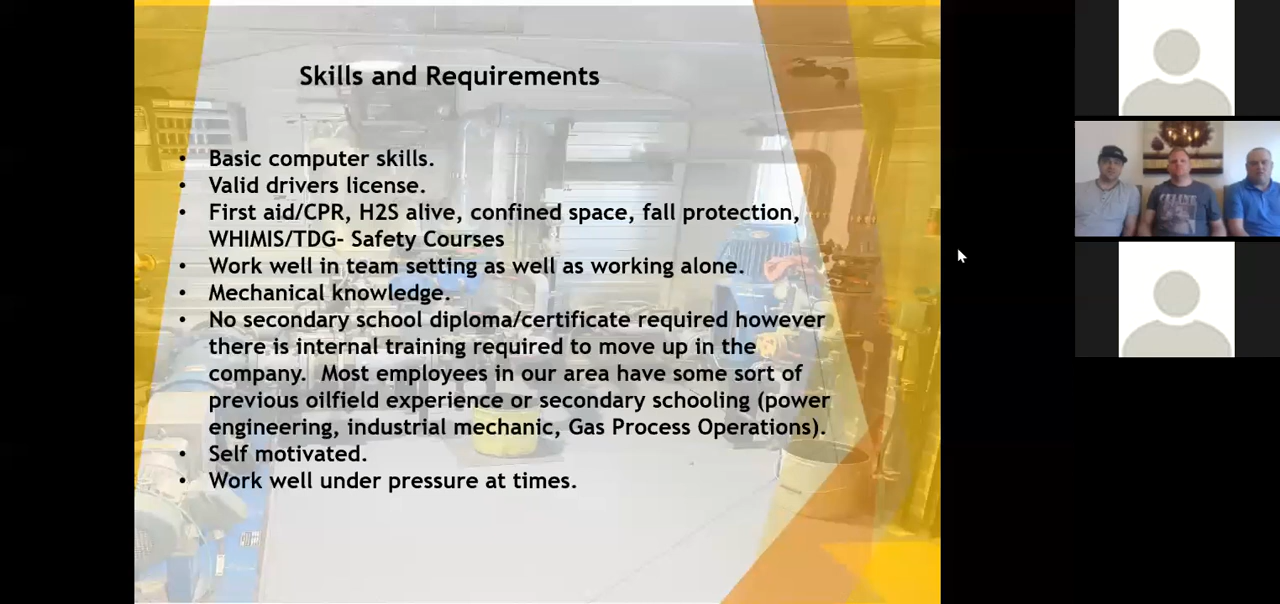 Skills and Requirements
• Basic computer skills.
• Valid drivers license.
• First aid/CPR, H2S alive, confined space, fall protection,
WHIMIS/TDG- Safety Courses
• Work well in team setting as well as working alone.
• Mechanical knowledge.
• No secondary school diploma/certificate required however
there is internal training required to move up in the
company. Most employees in our area have some sort of
previous oilfield experience or secondary schooling (power
engineering, industrial mechanic, Gas Process Operations).
• Self motivated.
• Work well under pressure at times.